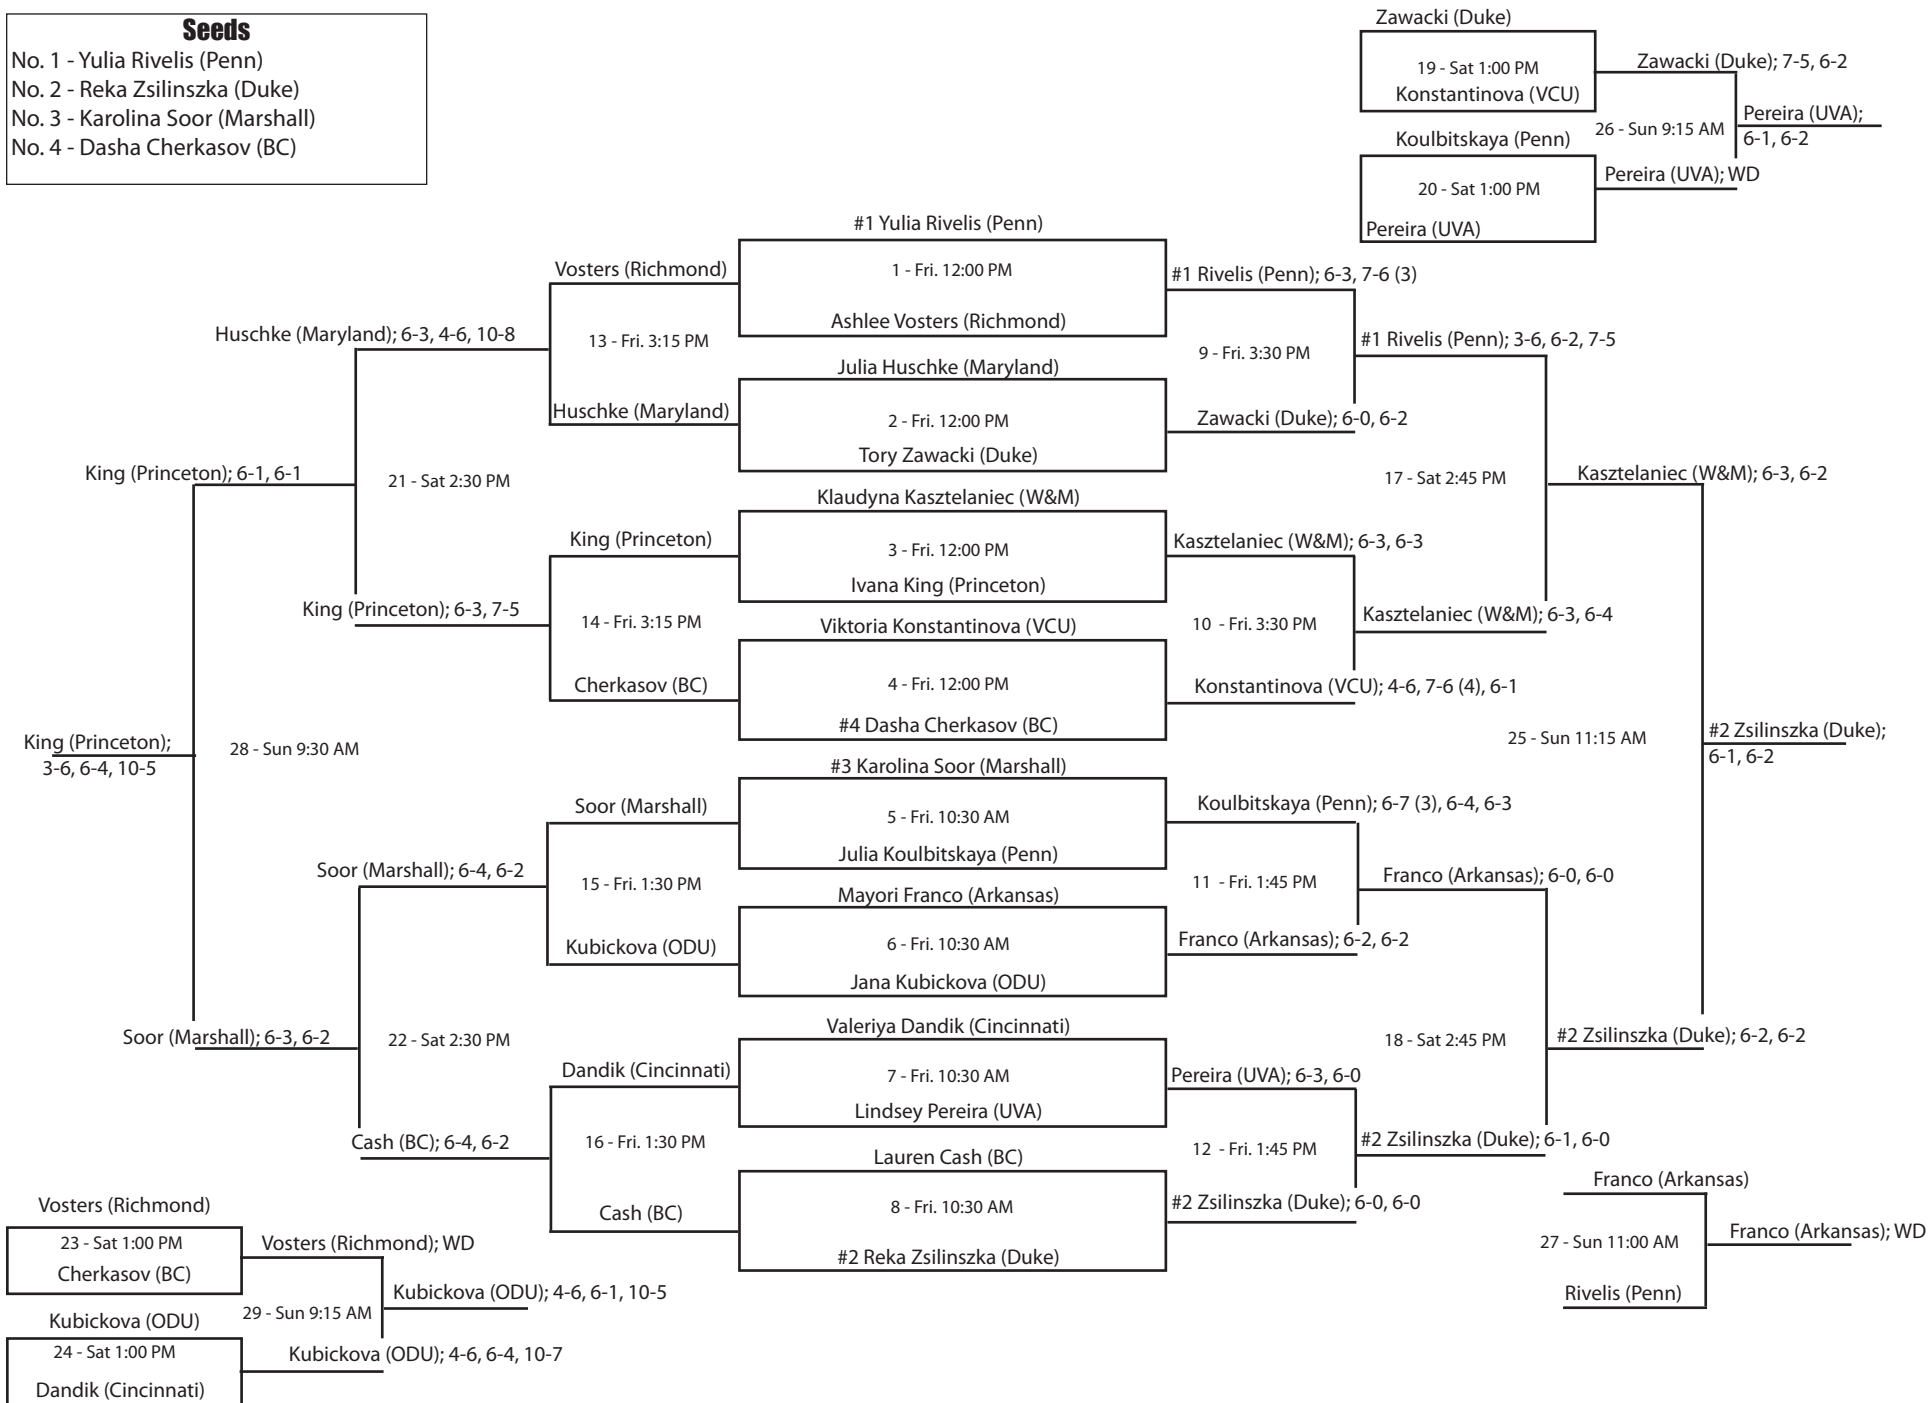 Seeds
No. 1 - Yulia Rivelis (Penn)
No. 2 - Reka Zsilinszka (Duke)
No. 3 - Karolina Soor (Marshall)
No. 4 - Dasha Cherkasov (BC)
Zawacki (Duke)
19 - Sat 1:00 PM
Konstantinova (VCU)
Zawacki (Duke); 7-5, 6-2
Koulbitskaya (Penn)
20 - Sat 1:00 PM
Pereira (UVA)
Pereira (UVA); WD
26 - Sun 9:15 AM
Pereira (UVA);
6-1, 6-2
#1 Yulia Rivelis (Penn)
1 - Fri. 12:00 PM
Ashlee Vosters (Richmond)
Julia Huschke (Maryland)
2 - Fri. 12:00 PM
Tory Zawacki (Duke)
Klaudyna Kasztelaniec (W&M)
3 - Fri. 12:00 PM
Ivana King (Princeton)
Viktoria Konstantinova (VCU)
4 - Fri. 12:00 PM
#4 Dasha Cherkasov (BC)
#3 Karolina Soor (Marshall)
5 - Fri. 10:30 AM
Julia Koulbitskaya (Penn)
Mayori Franco (Arkansas)
6 - Fri. 10:30 AM
Jana Kubickova (ODU)
Valeriya Dandik (Cincinnati)
7 - Fri. 10:30 AM
Lindsey Pereira (UVA)
Lauren Cash (BC)
8 - Fri. 10:30 AM
#2 Reka Zsilinszka (Duke)
#1 Rivelis (Penn); 6-3, 7-6 (3)
9 - Fri. 3:30 PM
Zawacki (Duke); 6-0, 6-2
Kasztelaniec (W&M); 6-3, 6-3
10 - Fri. 3:30 PM
Konstantinova (VCU); 4-6, 7-6 (4), 6-1
Koulbitskaya (Penn); 6-7 (3), 6-4, 6-3
11 - Fri. 1:45 PM
Franco (Arkansas); 6-2, 6-2
Pereira (UVA); 6-3, 6-0
12 - Fri. 1:45 PM
#2 Zsilinszka (Duke); 6-0, 6-0
#1 Rivelis (Penn); 3-6, 6-2, 7-5
17 - Sat 2:45 PM
Kasztelaniec (W&M); 6-3, 6-4
Franco (Arkansas); 6-0, 6-0
18 - Sat 2:45 PM
#2 Zsilinszka (Duke); 6-1, 6-0
Kasztelaniec (W&M); 6-3, 6-2
25 - Sun 11:15 AM
#2 Zsilinszka (Duke); 6-2, 6-2
#2 Zsilinszka (Duke);
6-1, 6-2
Franco (Arkansas)
27 - Sun 11:00 AM
Rivelis (Penn)
Franco (Arkansas); WD
Vosters (Richmond)
13 - Fri. 3:15 PM
Huschke (Maryland)
King (Princeton)
14 - Fri. 3:15 PM
Cherkasov (BC)
Soor (Marshall)
15 - Fri. 1:30 PM
Kubickova (ODU)
Dandik (Cincinnati)
16 - Fri. 1:30 PM
Cash (BC)
Huschke (Maryland); 6-3, 4-6, 10-8
21 - Sat 2:30 PM
King (Princeton); 6-3, 7-5
Soor (Marshall); 6-4, 6-2
22 - Sat 2:30 PM
Cash (BC); 6-4, 6-2
King (Princeton); 6-1, 6-1
28 - Sun 9:30 AM
Soor (Marshall); 6-3, 6-2
King (Princeton);
3-6, 6-4, 10-5
Vosters (Richmond)
23 - Sat 1:00 PM
Cherkasov (BC)
Vosters (Richmond); WD
Kubickova (ODU)
24 - Sat 1:00 PM
Dandik (Cincinnati)
Kubickova (ODU); 4-6, 6-4, 10-7
29 - Sun 9:15 AM
Kubickova (ODU); 4-6, 6-1, 10-5